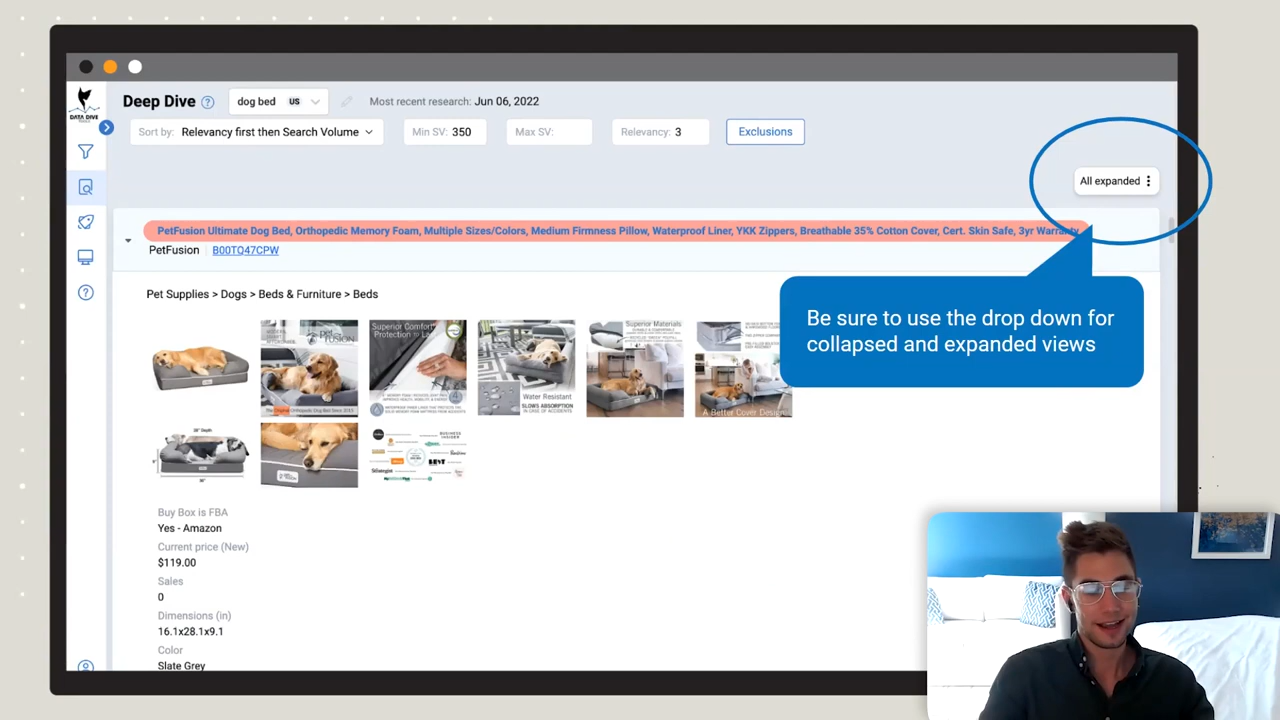 DATA DIVE
TOOLS
Deep Dive ?
dog bed US
Most recent research: Jun 06, 2022
Sort by: Relevancy first then Search Volume
Min SV: 350
Max SV:
Relevancy: 3
Exclusions
All expanded
PetFusion Ultimate Dog Bed, Orthopedic Memory Foam, Multiple Sizes/Colors, Medium Firmness Pillow, Waterproof Liner, YKK Zippers, Breathable 35% Cotton Cover, Cert. Skin Safe, 3yr Warranty
PetFusion B00TQ47CPW
Be sure to use the drop down for
collapsed and expanded views
Pet Supplies > Dogs > Beds & Furniture > Beds
Superior Comfort
Protection
Superior Materials
Water Resistant
SLOWS ABSORPTION
IN CASE OF ACCIDENTS
A Better Cover Design
BUSINESS
INSIDER
BEST
Buy Box is FBA
Yes - Amazon
Current price (New)
$119.00
Sales
0
Dimensions (in)
16.1x28.1x9.1
Color
Slate Grey